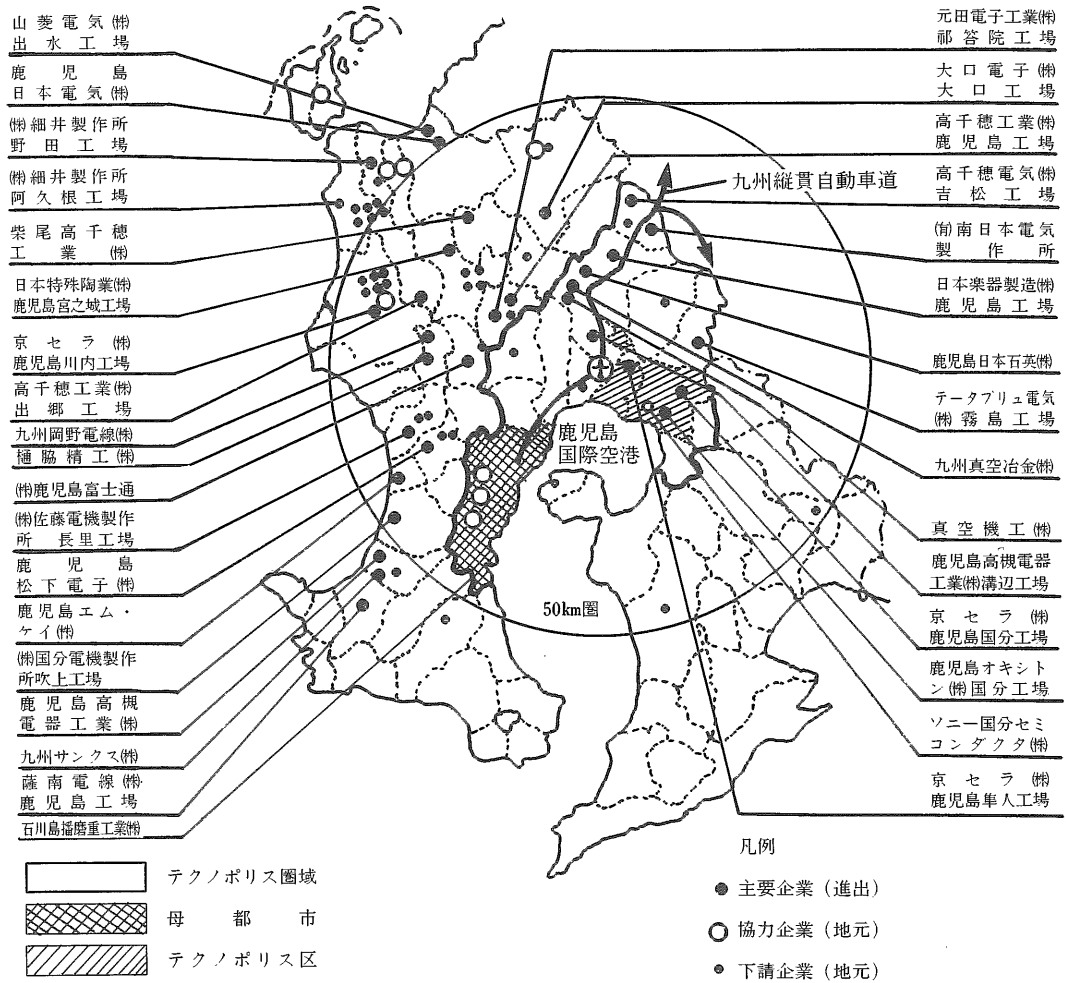 山菱電気㈱
出水工場
鹿児島
日本電気㈱
㈱細井製作所
野田工場
㈱細井製作所
阿久根工場
柴尾高千穂
工業㈱
日本特殊陶業㈱
鹿児島宮之城工場
京セラ㈱
鹿児島川内工場
高千穂工業㈱
出郷工場
九州岡野電線㈱
樋脇精工㈱
㈱鹿児島富士通
㈱佐藤電機製作
所長里工場
鹿児島
松下電子㈱
鹿児島エム・
ケイ㈱
㈱国分電機製作
所吹上工場
鹿児島高槻
電器工業㈱
九州サンクス㈱
薩南電線㈱
鹿児島工場
石川島播磨重工業㈱
元田電子工業㈱
祁答院工場
大口電子㈱
大口工場
高千穂工業㈱
鹿児島工場
高千穂電気㈱
吉松工場
㈲南日本電気
製作所
日本楽器製造㈱
鹿児島工場
鹿児島日本石英㈱
テータプリュ電気
㈱霧島工場
九州真空冶金㈱
真空機工㈱
鹿児島高槻電器
工業㈱溝辺工場
京セラ㈱
鹿児島国分工場
鹿児島オキシト
ン㈱国分工場
ソニー国分セミ
コンダクタ㈱
京セラ㈱
鹿児島隼人工場
九州縦貫自動車道
鹿児島
国際空港
50km圏
テクノポリス圏域
母都市
テクノポリス区
凡例
主要企業（進出）
協力企業（地元）
下請企業（地元）